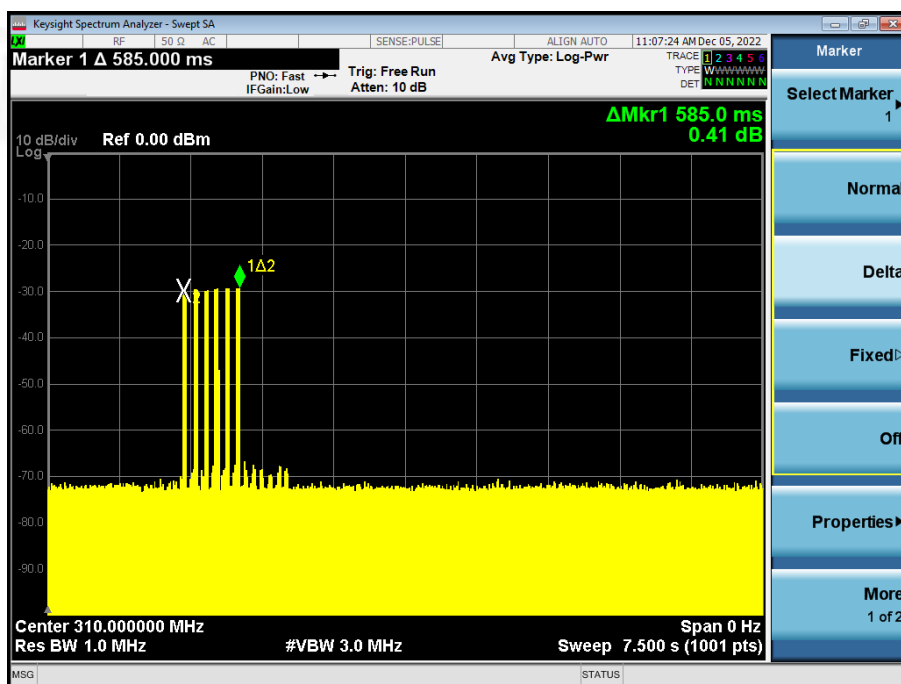 Keysight Spectrum Analyzer - Swept SA
LXI RF 50 Ω AC SENSE:PULSE ALIGN AUTO 11:07:24 AM Dec 05, 2022
Marker 1 Δ 585.000 ms
PNO: Fast
IFGain:Low
Trig: Free Run
Atten: 10 dB
Avg Type: Log-Pwr
TRACE 1 2 3 4 5 6
TYPE WWWWWW
DET N N N N N N
ΔMkr1 585.0 ms
0.41 dB
10 dB/div Ref 0.00 dBm
Log
-10.0
-20.0
1Δ2
X2
-30.0
-40.0
-50.0
-60.0
-70.0
-80.0
-90.0
Center 310.000000 MHz Span 0 Hz
Res BW 1.0 MHz #VBW 3.0 MHz Sweep 7.500 s (1001 pts)
MSG STATUS
Marker
Select Marker
1
Norma
Delta
Fixed
Off
Properties
More
1 of 2